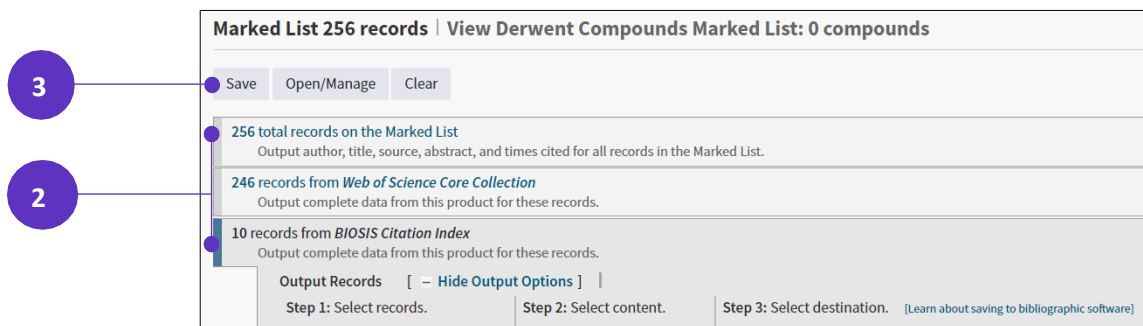 Marked List 256 records | View Derwent Compounds Marked List: 0 compounds
3
Save Open/Manage Clear
256 total records on the Marked List
Output author, title, source, abstract, and times cited for all records in the Marked List.
2
246 records from Web of Science Core Collection
Output complete data from this product for these records.
10 records from BIOSIS Citation Index
Output complete data from this product for these records.
Output Records [ – Hide Output Options ] |
Step 1: Select records. Step 2: Select content. Step 3: Select destination. [Learn about saving to bibliographic software]